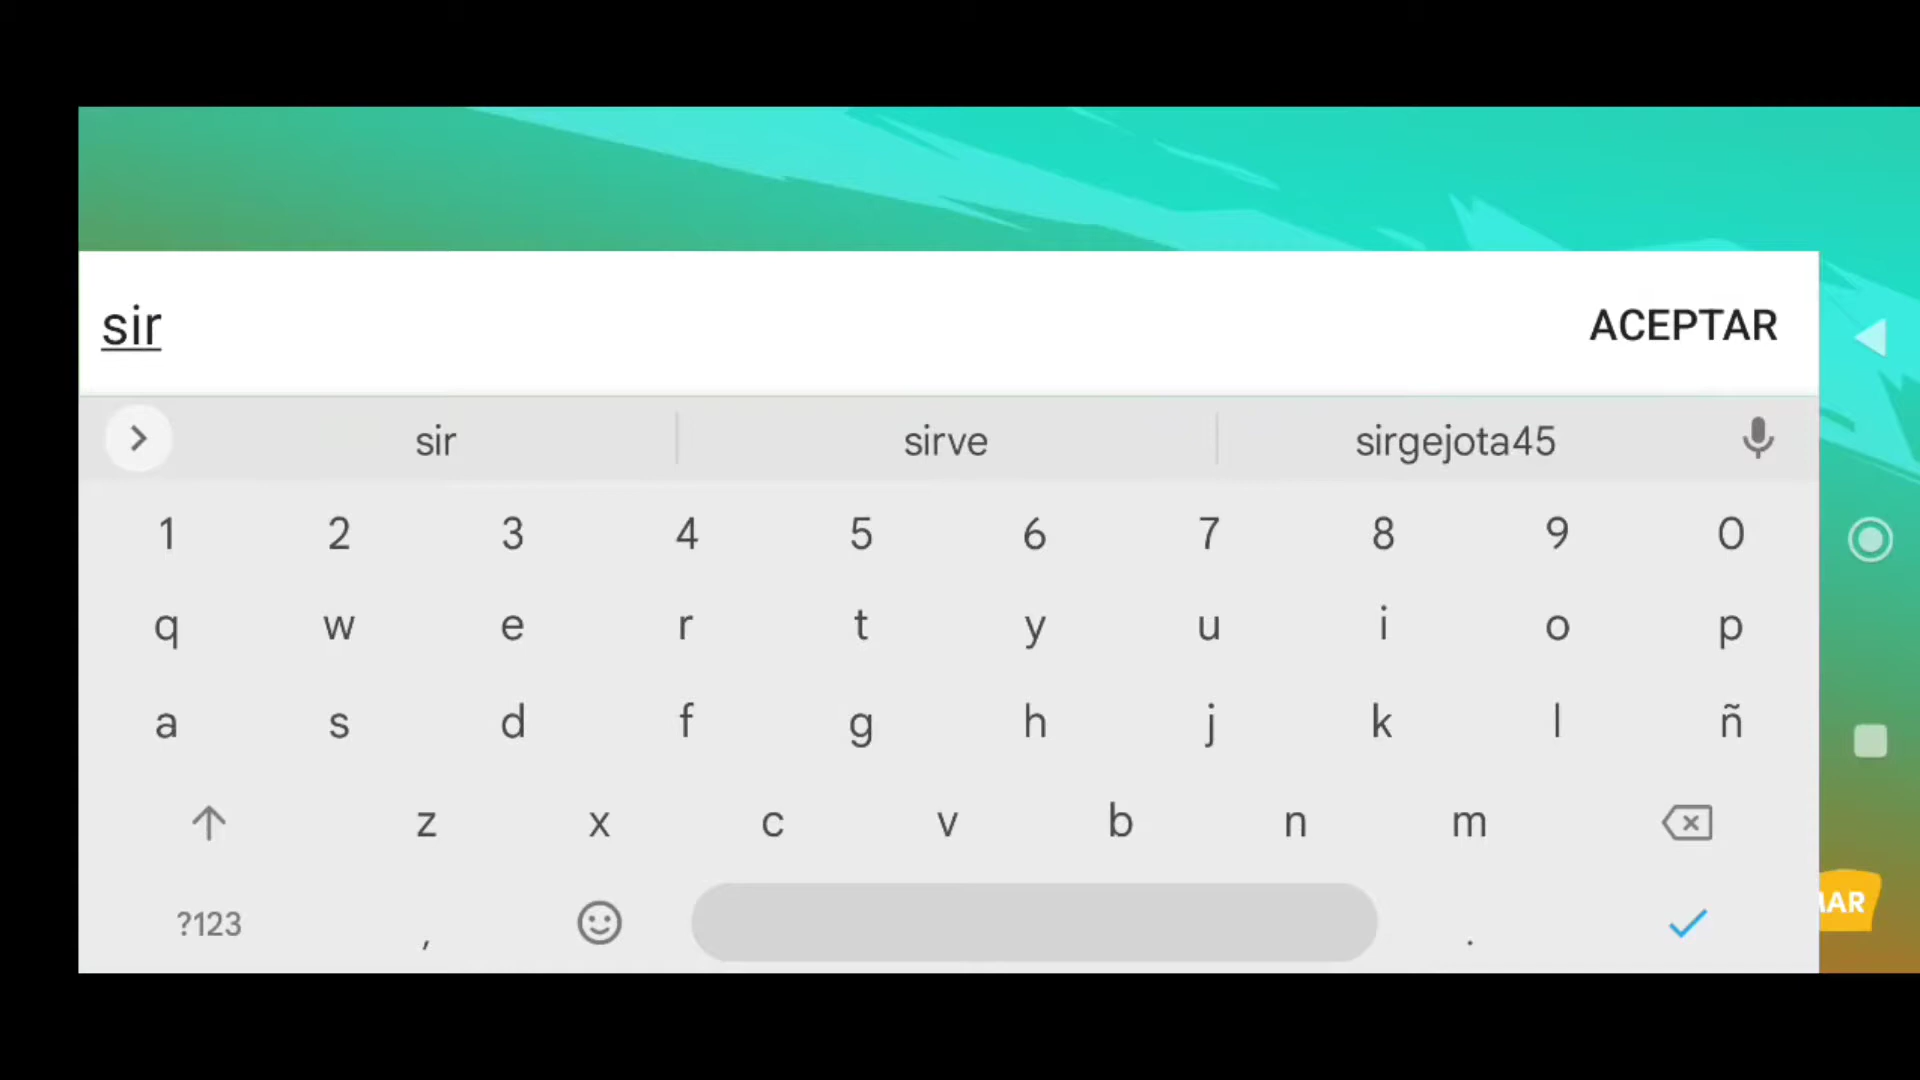 sir ACEPTAR
sir sirve sirgejota45
1 2 3 4 5 6 7 8 9 0
q w e r t y u i o p
a s d f g h j k l ñ
z x c v b n m
?123 , .